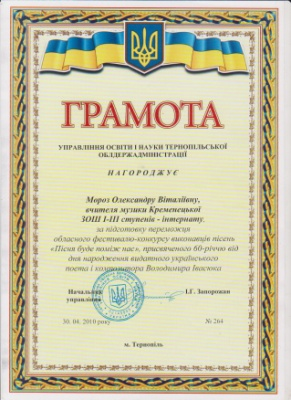 ГРАМОТА
УПРАВЛІННЯ ОСВІТИ І НАУКИ ТЕРНОПІЛЬСЬКОЇ
ОБЛДЕРЖАДМІНІСТРАЦІЇ
НАГОРОДЖУЄ
Мороз Олександру Віталіївну,
вчителя музики Кременецької
ЗОШ І-ІІІ ступенів - інтернату,
за підготовку переможця
обласного фестивалю-конкурсу виконавців пісень
«Пісня буде поміж нас», присвяченого 60-річчю від
дня народження видатного українського
поета і композитора Володимира Івасюка
Начальник
управління
І.Г. Запорожан
30. 04. 2010 року
№ 264
м. Тернопіль